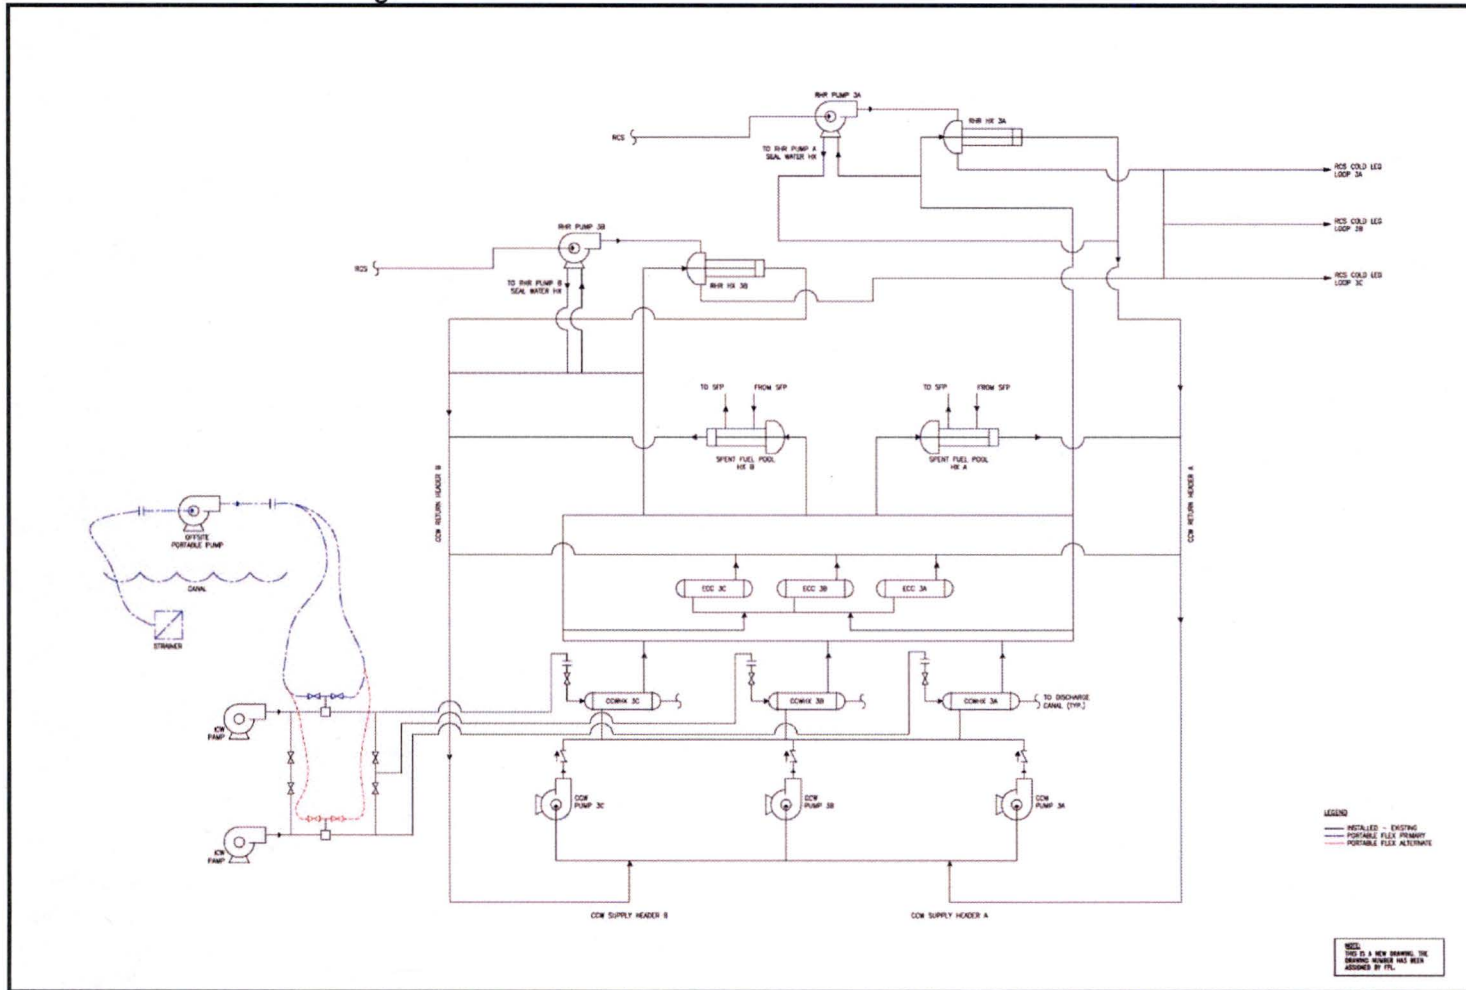 RHR PUMP 3A
RHR HX 3A
RCS
TO RHR PUMP A
SEAL WATER HX
RCS COLD LEG
LOOP 3A
RHR PUMP 3B
RCS COLD LEG
LOOP 3B
RCS
TO RHR PUMP B
SEAL WATER HX
RHR HX 3B
RCS COLD LEG
LOOP 3C
TO SFP
FROM SFP
TO SFP
FROM SFP
SPENT FUEL POOL
HX B
SPENT FUEL POOL
HX A
CCW RETURN HEADER B
CCW RETURN HEADER A
OFFSITE
PORTABLE PUMP
CANAL
STRAINER
ECC 3C
ECC 3B
ECC 3A
CCWHX 3C
CCWHX 3B
CCWHX 3A
TO DISCHARGE
CANAL (TYP.)
ICW
PAMP
CCW
PUMP 3C
CCW
PUMP 3B
CCW
PUMP 3A
ICW
PAMP
LEGEND
INSTALLED - EXISTING
PORTABLE FLEX PRIMARY
PORTABLE FLEX ALTERNATE
CCW SUPPLY HEADER B
CCW SUPPLY HEADER A
NOTE:
THIS IS A NEW DRAWING. THE
DRAWING NUMBER HAS BEEN
ASSIGNED BY FPL.